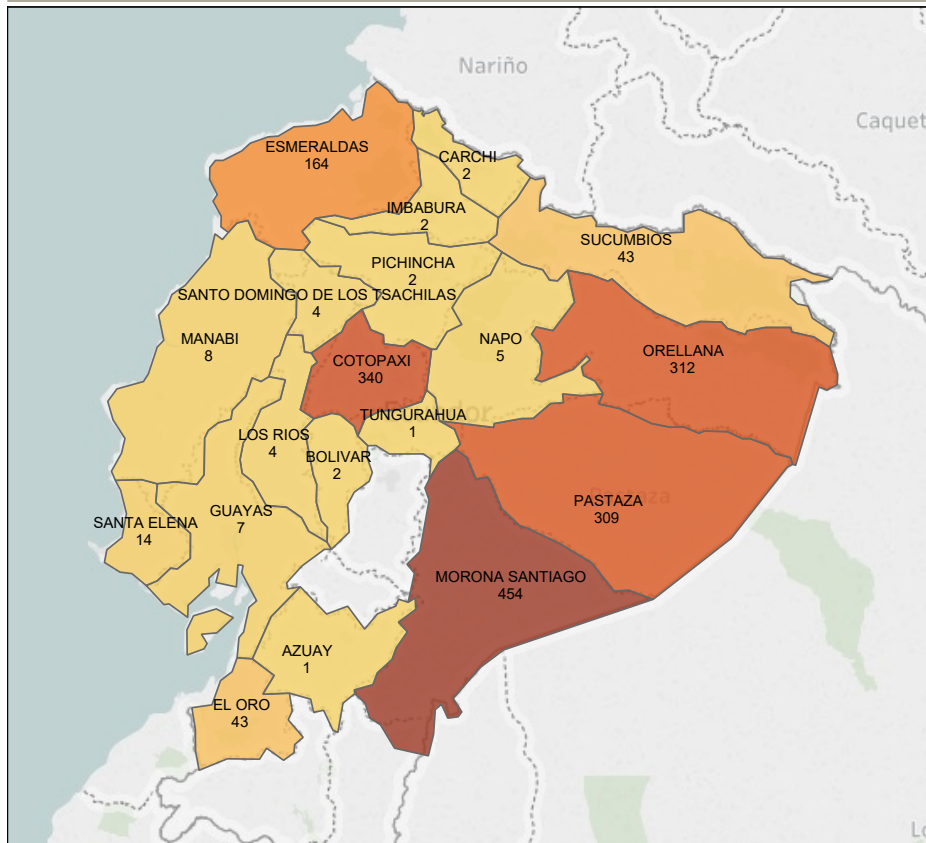 Nariño
Caquet
ESMERALDAS
164
CARCHI
2
IMBABURA
2
SUCUMBIOS
43
PICHINCHA
2
SANTO DOMINGO DE LOS TSACHILAS
4
MANABI
8
NAPO
5
COTOPAXI
340
ORELLANA
312
TUNGURAHUA
1
LOS RIOS
4
BOLIVAR
2
PASTAZA
309
GUAYAS
7
SANTA ELENA
14
MORONA SANTIAGO
454
AZUAY
1
EL ORO
43
Lo